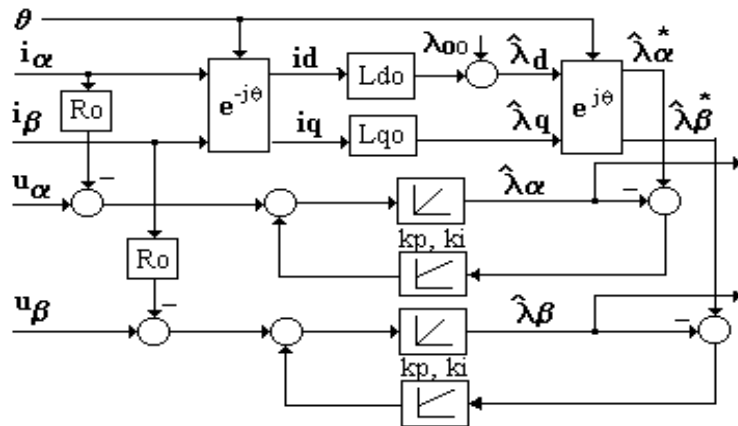 θ
iα
id
Ldo
λoo
λ̂d
λ̂α*
Ro
e^-jθ
e^jθ
iβ
iq
Lqo
λ̂q
λ̂β*
−
uα
λ̂α
−
kp, ki
Ro
−
uβ
λ̂β
−
kp, ki